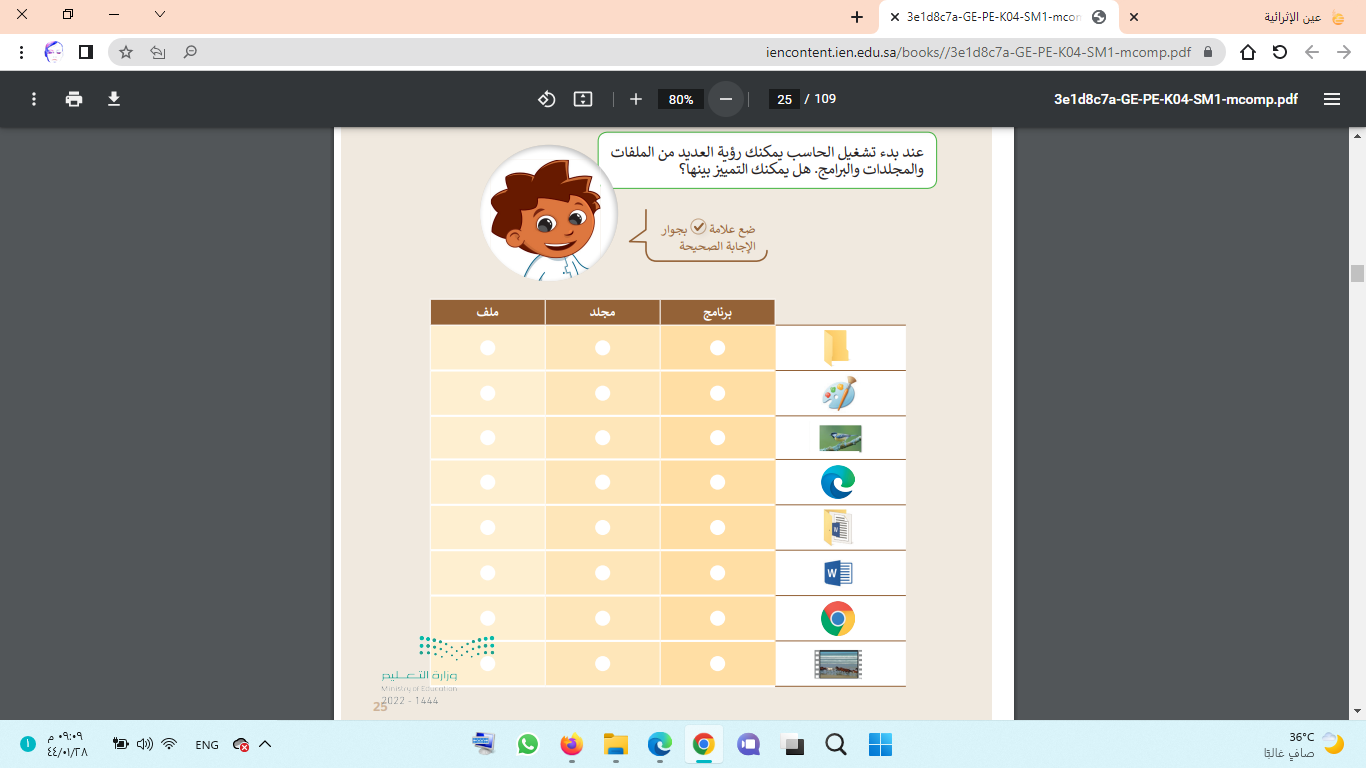 عين الإثرائية
3e1d8c7a-GE-PE-K04-SM1-mcom
iencontent.ien.edu.sa/books//3e1d8c7a-GE-PE-K04-SM1-mcomp.pdf
3e1d8c7a-GE-PE-K04-SM1-mcomp.pdf
25 / 109
80%
عند بدء تشغيل الحاسب يمكنك رؤية العديد من الملفات
والمجلدات والبرامج. هل يمكنك التمييز بينها؟
ضع علامة ✓ بجوار
الإجابة الصحيحة
برنامج مجلد ملف
W
W
وزارة التعـليم
Ministry of Education
2022 - 1444
25
36°C
صافٍ غالبًا
ENG
٠٩:٠٩ م
٤٤/٠١/٢٨
١